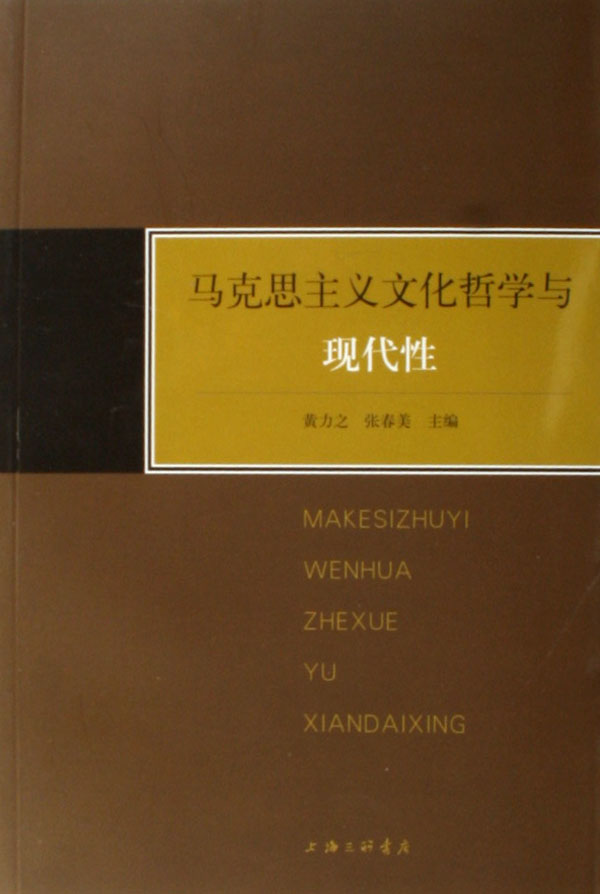 马克思主义文化哲学与
现代性
黄力之 张春美 主编
MAKESIZHUYI
WENHUA
ZHEXUE
YU
XIANDAIXING
上海三联书店